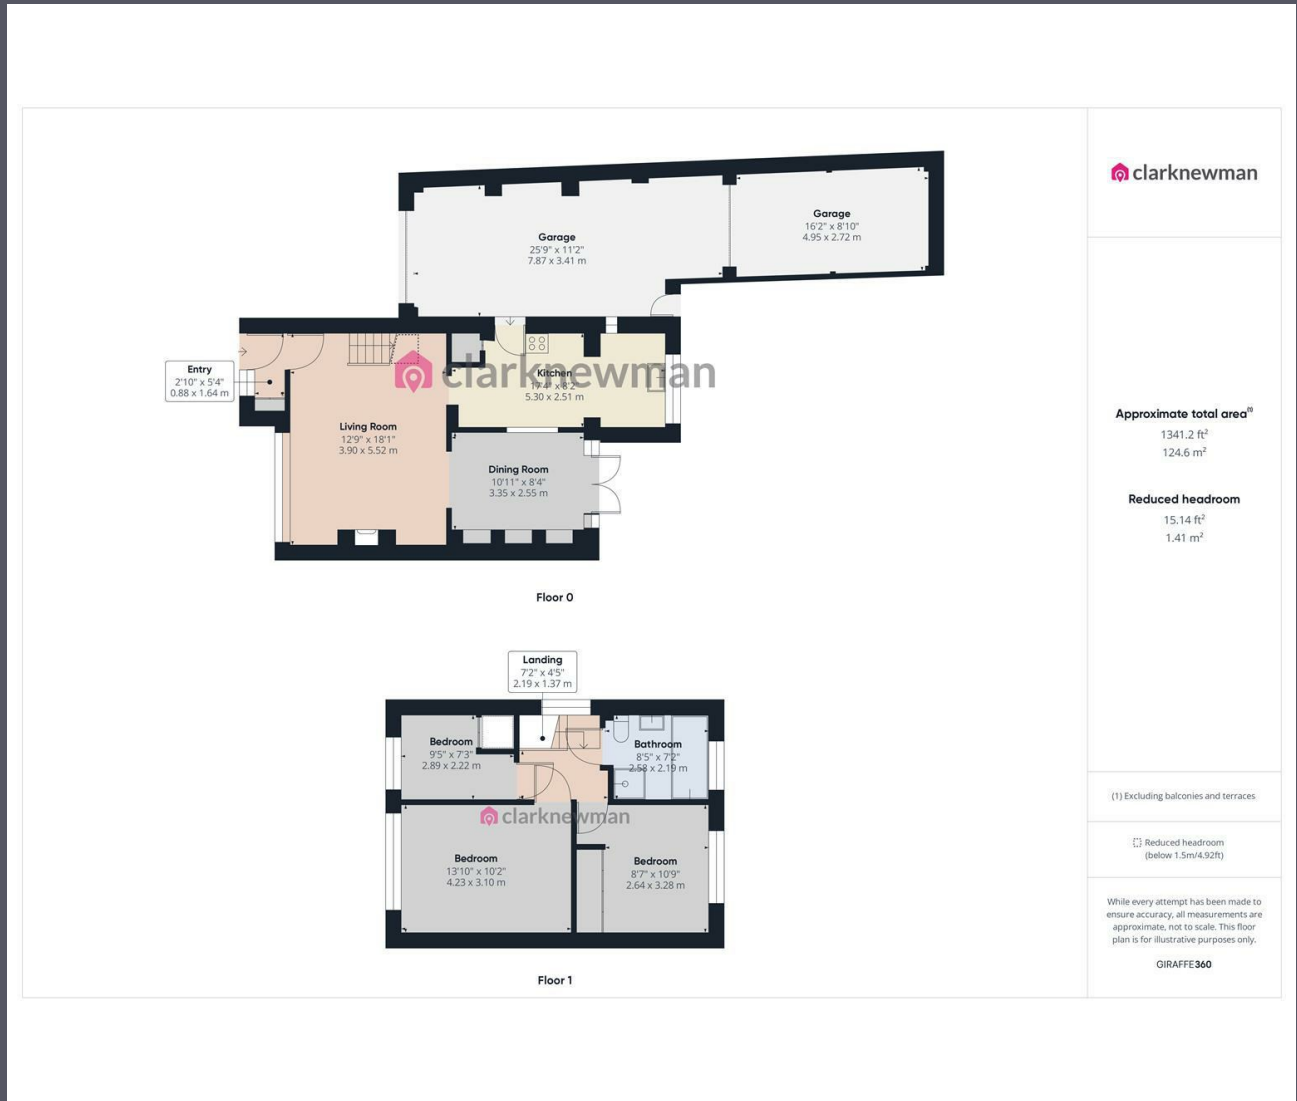 clarknewman
Garage
25'9" x 11'2"
7.87 x 3.41 m
Garage
16'2" x 8'10"
4.95 x 2.72 m
Entry
2'10" x 5'4"
0.88 x 1.64 m
clarknewman
Kitchen
17'4" x 8'2"
5.30 x 2.51 m
Living Room
12'9" x 18'1"
3.90 x 5.52 m
Dining Room
10'11" x 8'4"
3.35 x 2.55 m
Floor 0
Landing
7'2" x 4'5"
2.19 x 1.37 m
Bedroom
9'5" x 7'3"
2.89 x 2.22 m
Bathroom
8'5" x 7'2"
2.58 x 2.19 m
clarknewman
Bedroom
13'10" x 10'2"
4.23 x 3.10 m
Bedroom
8'7" x 10'9"
2.64 x 3.28 m
Floor 1
Approximate total area(1)
1341.2 ft²
124.6 m²
Reduced headroom
15.14 ft²
1.41 m²
(1) Excluding balconies and terraces
Reduced headroom
(below 1.5m/4.92ft)
While every attempt has been made to
ensure accuracy, all measurements are
approximate, not to scale. This floor
plan is for illustrative purposes only.
GIRAFFE360